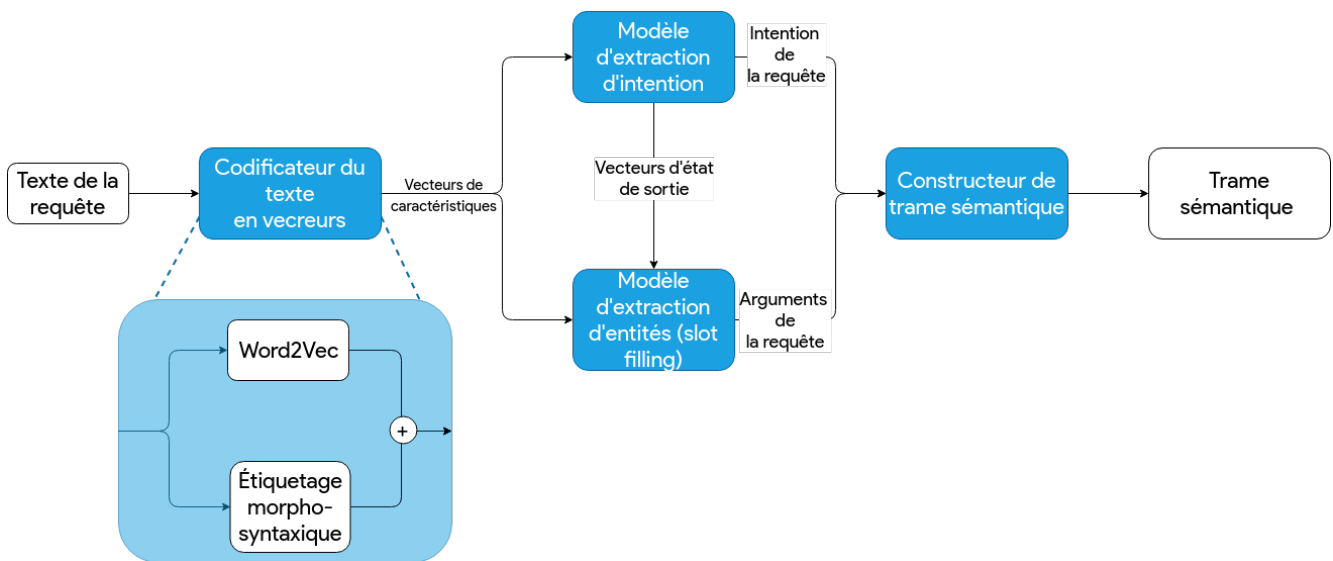 Texte de la
requête
Codificateur du
texte
en vecreurs
Vecteurs de
caractéristiques
Modèle
d'extraction
d'intention
Intention
de
la requête
Vecteurs d'état
de sortie
Modèle
d'extraction
d'entités (slot
filling)
Arguments
de
la requête
Constructeur de
trame sémantique
Trame
sémantique
Word2Vec
+
Étiquetage
morpho-
syntaxique